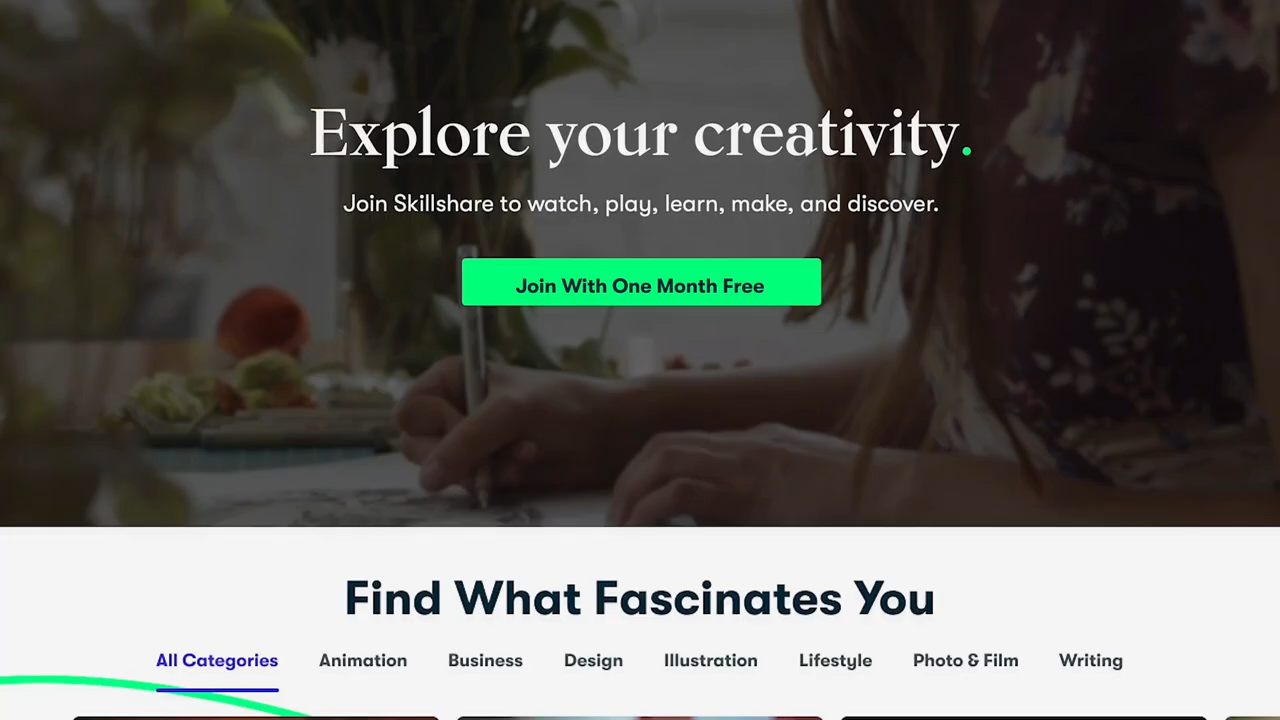 Explore your creativity.
Join Skillshare to watch, play, learn, make, and discover.
Join With One Month Free
Find What Fascinates You
All Categories Animation Business Design Illustration Lifestyle Photo & Film Writing